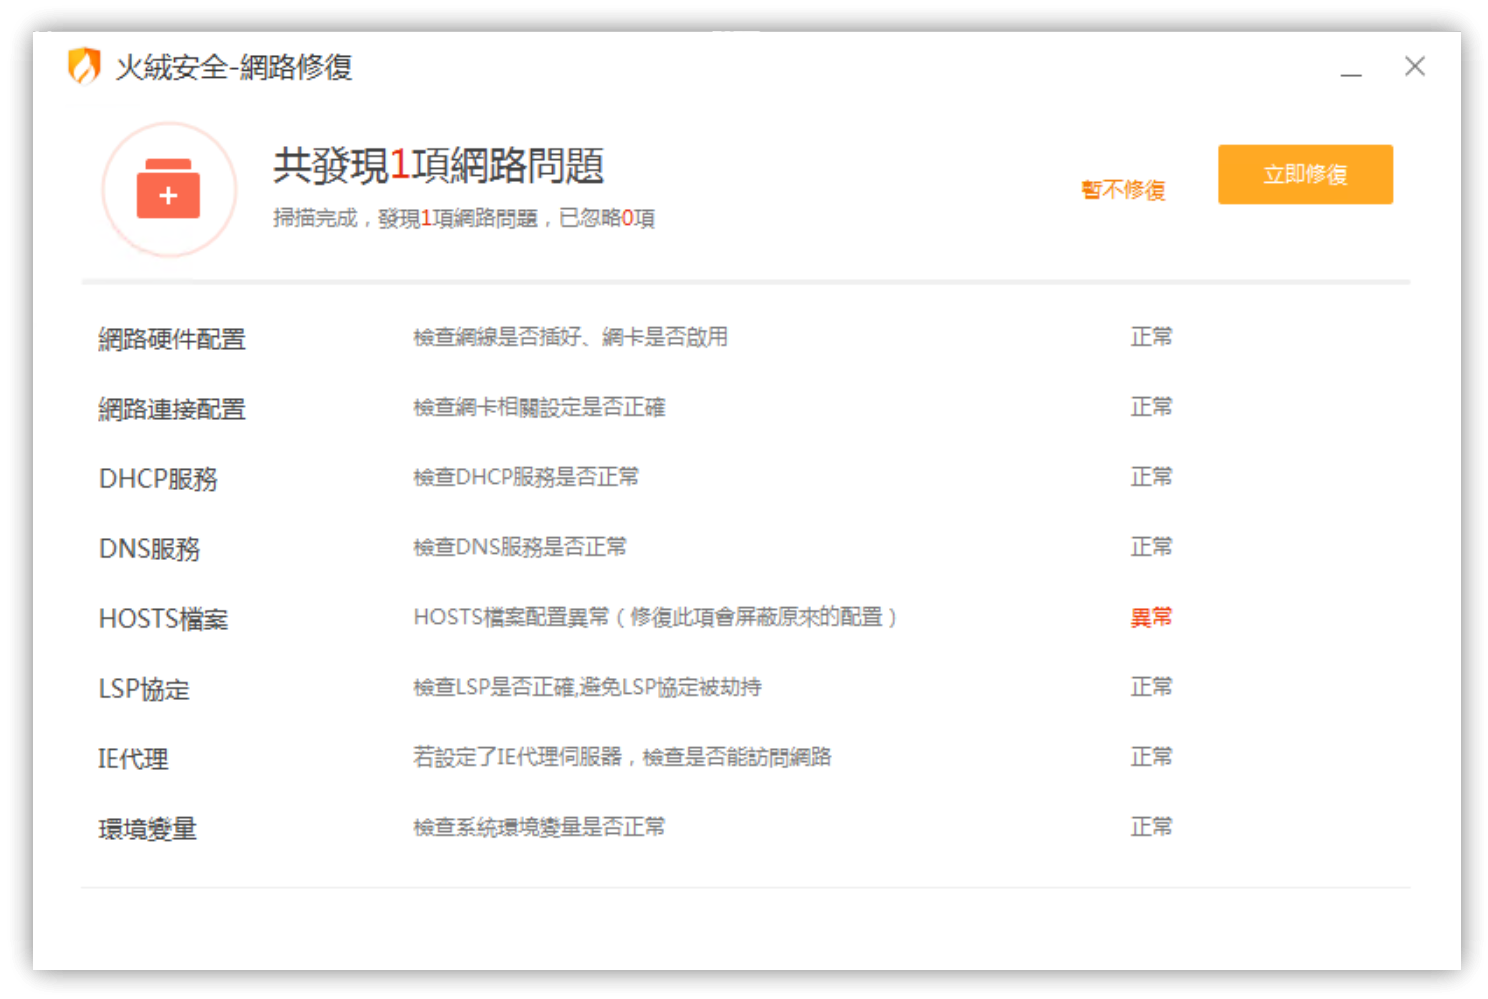 火絨安全-網路修復
共發現1項網路問題
掃描完成，發現1項網路問題，已忽略0項
暫不修復
立即修復
網路硬件配置 檢查網線是否插好、網卡是否啟用 正常
網路連接配置 檢查網卡相關設定是否正確 正常
DHCP服務 檢查DHCP服務是否正常 正常
DNS服務 檢查DNS服務是否正常 正常
HOSTS檔案 HOSTS檔案配置異常（修復此項會屏蔽原來的配置） 異常
LSP協定 檢查LSP是否正確,避免LSP協定被劫持 正常
IE代理 若設定了IE代理伺服器，檢查是否能訪問網路 正常
環境變量 檢查系統環境變量是否正常 正常